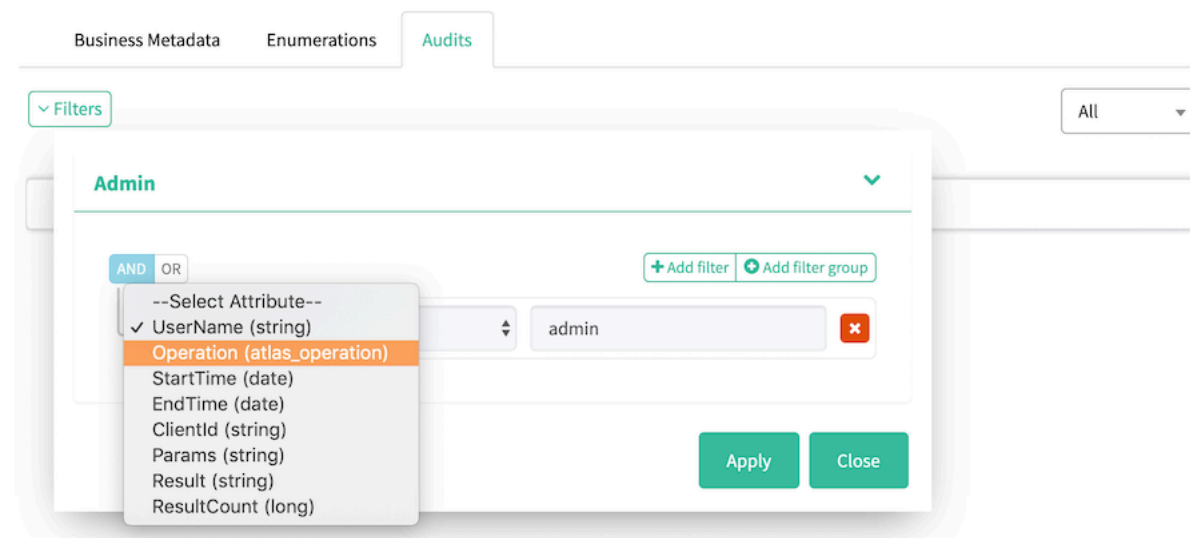 Business Metadata Enumerations Audits
Filters
All
Admin
AND OR
Add filter Add filter group
--Select Attribute--
✓ UserName (string)
admin
Operation (atlas_operation)
StartTime (date)
EndTime (date)
ClientId (string)
Params (string)
Result (string)
ResultCount (long)
Apply Close